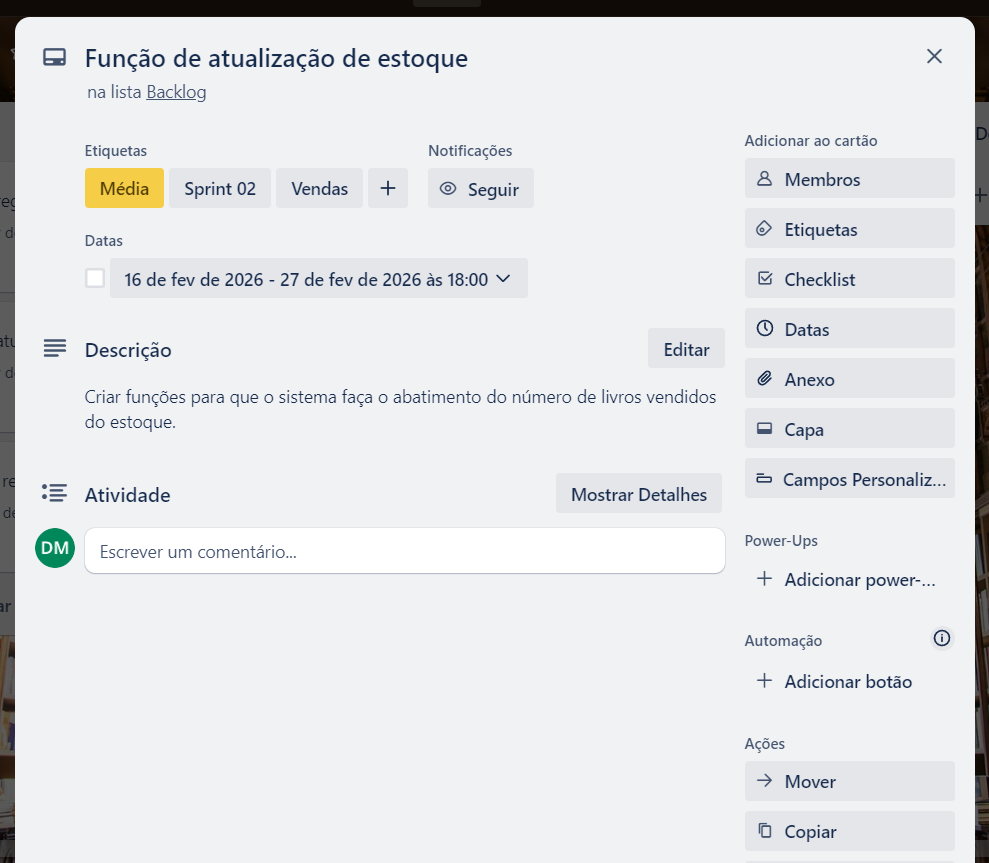 Função de atualização de estoque
na lista Backlog
Etiquetas
Média
Sprint 02
Vendas
Notificações
Seguir
Datas
16 de fev de 2026 - 27 de fev de 2026 às 18:00
Descrição
Editar
Criar funções para que o sistema faça o abatimento do número de livros vendidos
do estoque.
Atividade
Mostrar Detalhes
DM
Escrever um comentário...
Adicionar ao cartão
Membros
Etiquetas
Checklist
Datas
Anexo
Capa
Campos Personaliz...
Power-Ups
Adicionar power-...
Automação
Adicionar botão
Ações
Mover
Copiar